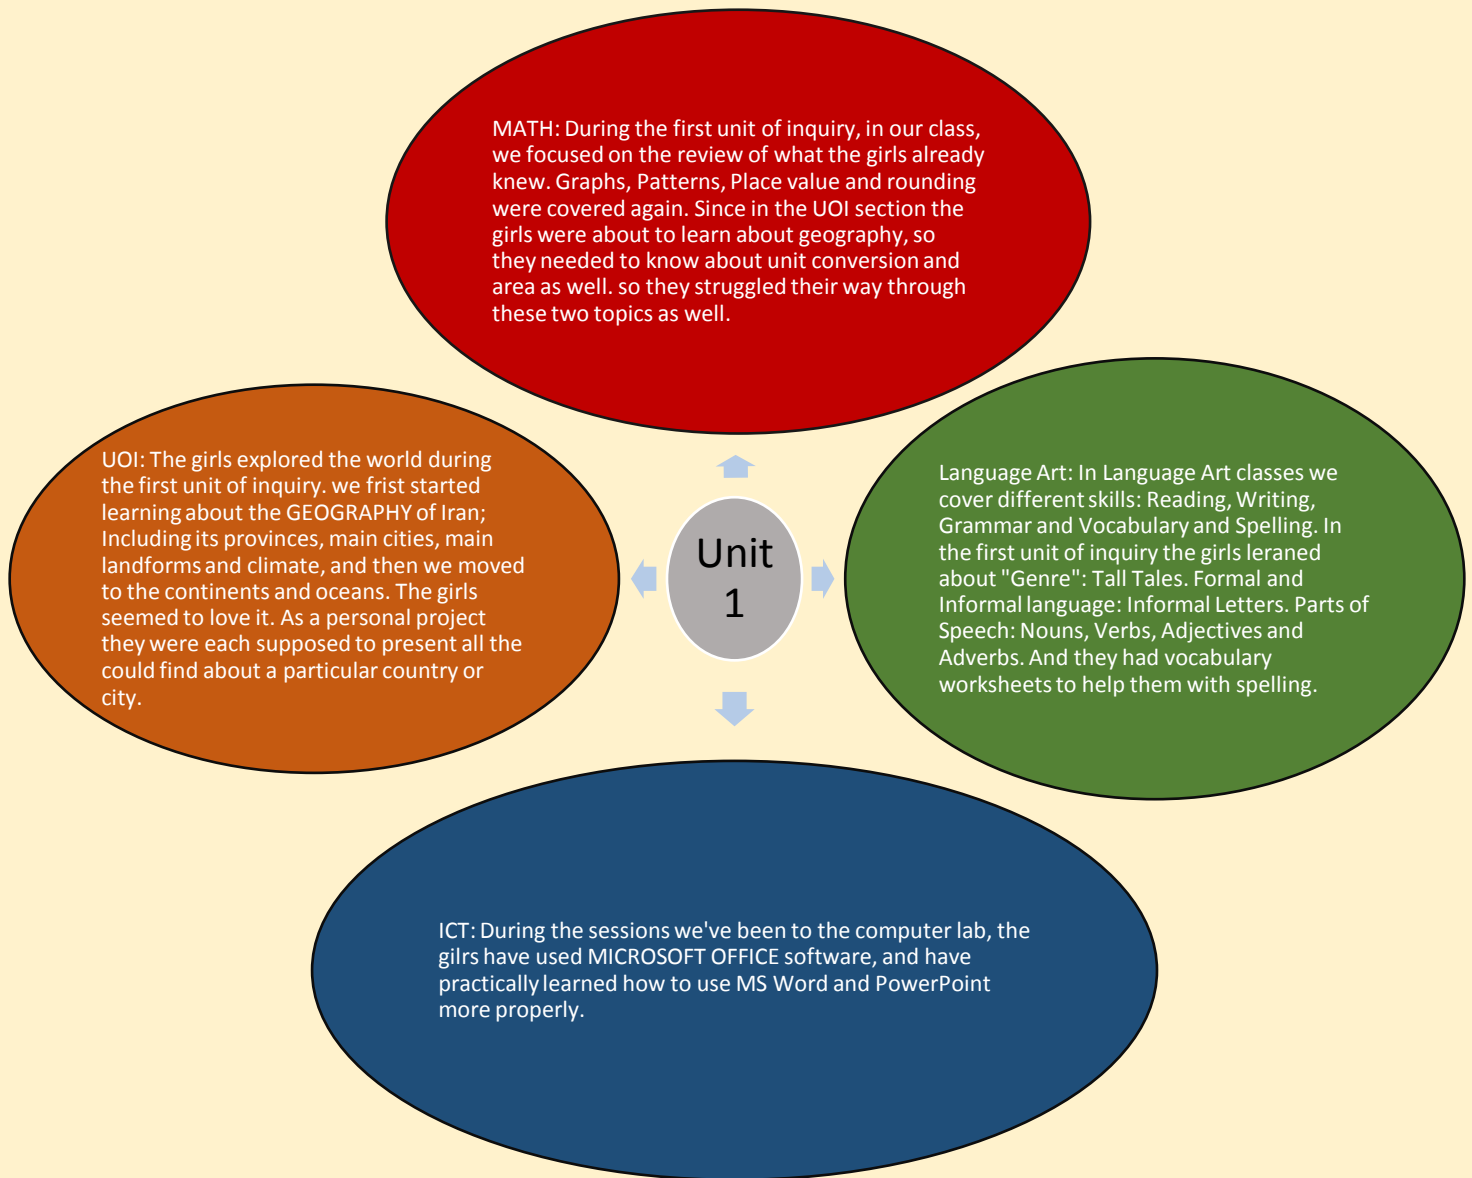 MATH: During the first unit of inquiry, in our class,
we focused on the review of what the girls already
knew. Graphs, Patterns, Place value and rounding
were covered again. Since in the UOI section the
girls were about to learn about geography, so
they needed to know about unit conversion and
area as well. so they struggled their way through
these two topics as well.
UOI: The girls explored the world during
the first unit of inquiry. we frist started
learning about the GEOGRAPHY of Iran;
Including its provinces, main cities, main
landforms and climate, and then we moved
to the continents and oceans. The girls
seemed to love it. As a personal project
they were each supposed to present all the
could find about a particular country or
city.
Unit
1
Language Art: In Language Art classes we
cover different skills: Reading, Writing,
Grammar and Vocabulary and Spelling. In
the first unit of inquiry the girls leraned
about "Genre": Tall Tales. Formal and
Informal language: Informal Letters. Parts of
Speech: Nouns, Verbs, Adjectives and
Adverbs. And they had vocabulary
worksheets to help them with spelling.
ICT: During the sessions we've been to the computer lab, the
gilrs have used MICROSOFT OFFICE software, and have
practically learned how to use MS Word and PowerPoint
more properly.